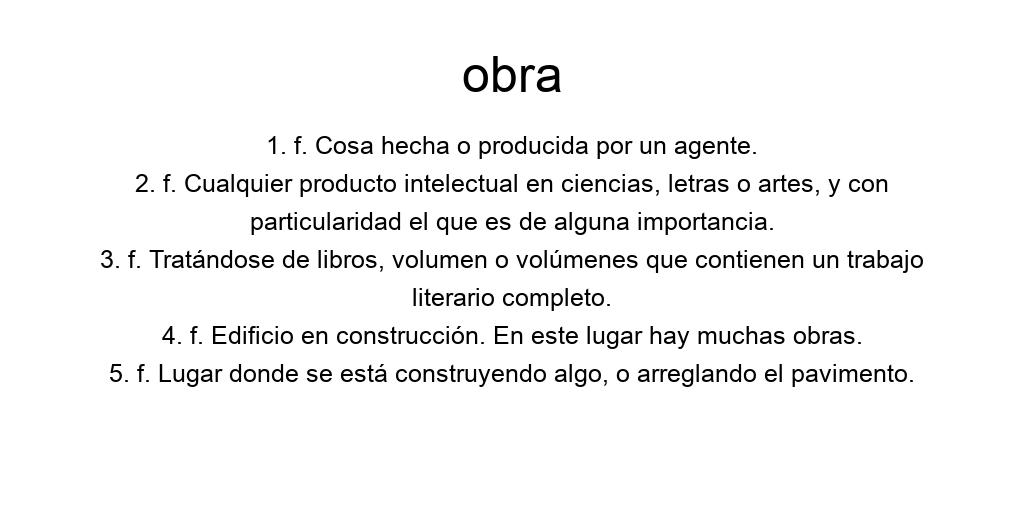 obra
1. f. Cosa hecha o producida por un agente.
2. f. Cualquier producto intelectual en ciencias, letras o artes, y con
particularidad el que es de alguna importancia.
3. f. Tratándose de libros, volumen o volúmenes que contienen un trabajo
literario completo.
4. f. Edificio en construcción. En este lugar hay muchas obras.
5. f. Lugar donde se está construyendo algo, o arreglando el pavimento.